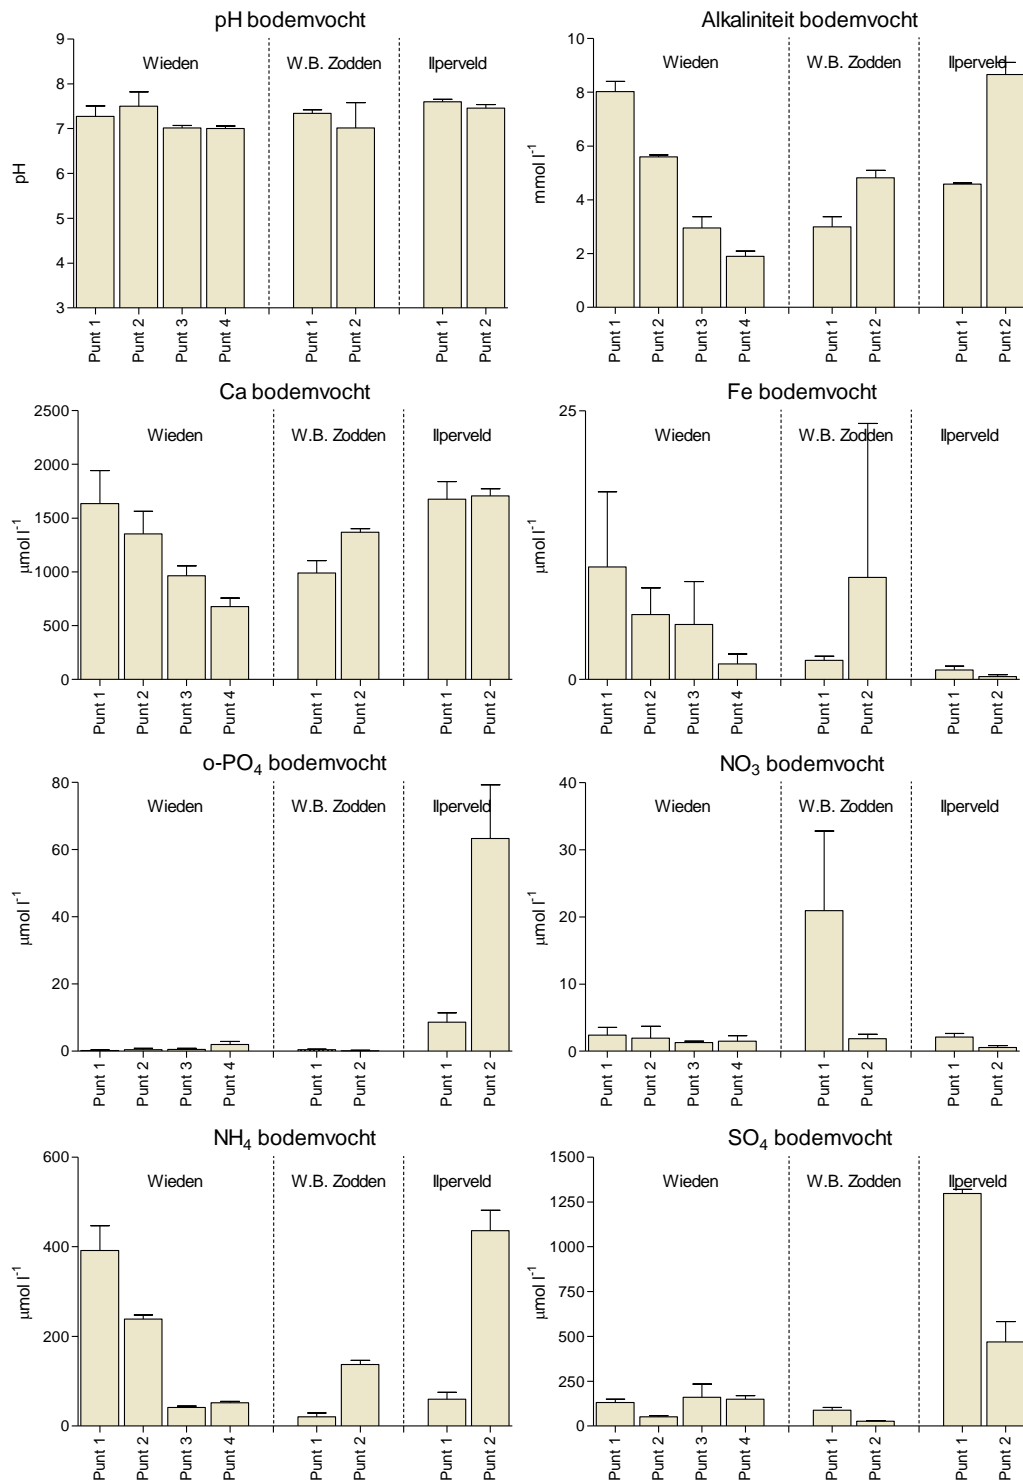 pH bodemvocht
9
8
7
6
5
4
3
pH
Wieden
W.B. Zodden
Ilperveld
Punt 1
Punt 2
Punt 3
Punt 4
Punt 1
Punt 2
Punt 1
Punt 2
Alkaliniteit bodemvocht
10
8
6
4
2
0
mmol l⁻¹
Wieden
W.B. Zodden
Ilperveld
Punt 1
Punt 2
Punt 3
Punt 4
Punt 1
Punt 2
Punt 1
Punt 2
Ca bodemvocht
2500
2000
1500
1000
500
0
µmol l⁻¹
Wieden
W.B. Zodden
Ilperveld
Punt 1
Punt 2
Punt 3
Punt 4
Punt 1
Punt 2
Punt 1
Punt 2
Fe bodemvocht
25
0
µmol l⁻¹
Wieden
W.B. Zodden
Ilperveld
Punt 1
Punt 2
Punt 3
Punt 4
Punt 1
Punt 2
Punt 1
Punt 2
o-PO₄ bodemvocht
80
60
40
20
0
µmol l⁻¹
Wieden
W.B. Zodden
Ilperveld
Punt 1
Punt 2
Punt 3
Punt 4
Punt 1
Punt 2
Punt 1
Punt 2
NO₃ bodemvocht
40
30
20
10
0
µmol l⁻¹
Wieden
W.B. Zodden
Ilperveld
Punt 1
Punt 2
Punt 3
Punt 4
Punt 1
Punt 2
Punt 1
Punt 2
NH₄ bodemvocht
600
400
200
0
µmol l⁻¹
Wieden
W.B. Zodden
Ilperveld
Punt 1
Punt 2
Punt 3
Punt 4
Punt 1
Punt 2
Punt 1
Punt 2
SO₄ bodemvocht
1500
1250
1000
750
500
250
0
µmol l⁻¹
Wieden
W.B. Zodden
Ilperveld
Punt 1
Punt 2
Punt 3
Punt 4
Punt 1
Punt 2
Punt 1
Punt 2